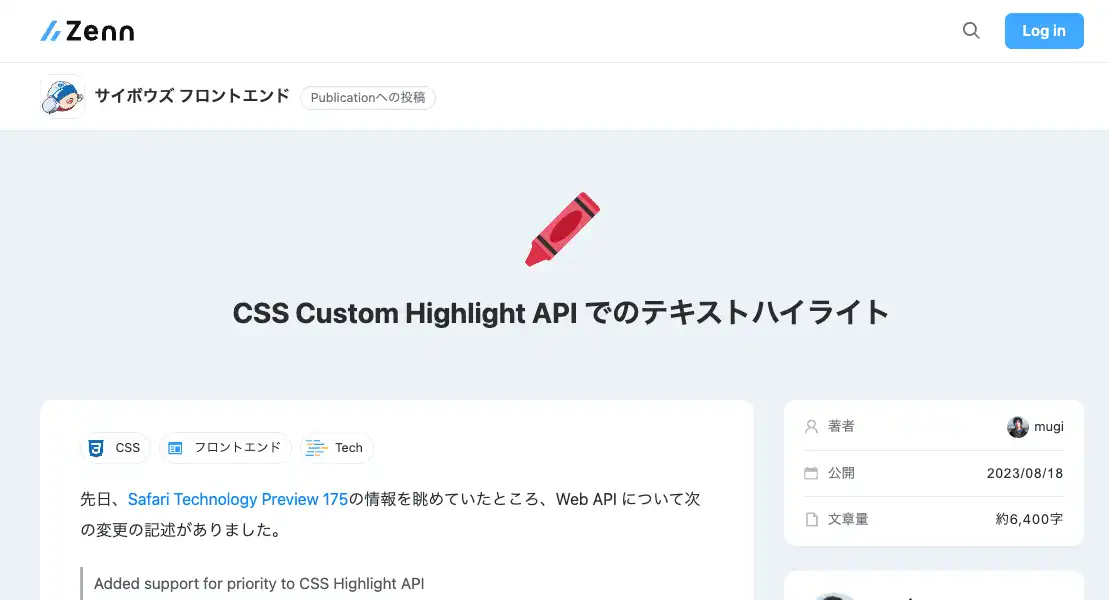 Zenn
Log in
サイボウズ フロントエンド
Publicationへの投稿
CSS Custom Highlight API でのテキストハイライト
CSS
フロントエンド
Tech
先日、Safari Technology Preview 175の情報を眺めていたところ、Web API について次
の変更の記述がありました。
Added support for priority to CSS Highlight API
著者
mugi
公開
2023/08/18
文章量
約6,400字